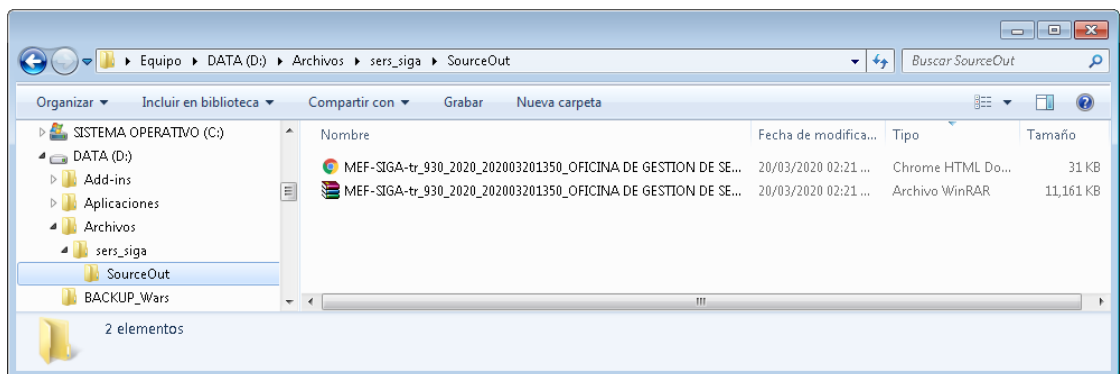 Equipo DATA (D:) Archivos sers_siga SourceOut Buscar SourceOut
Organizar Incluir en biblioteca Compartir con Grabar Nueva carpeta
SISTEMA OPERATIVO (C:)
DATA (D:)
Add-ins
Aplicaciones
Archivos
sers_siga
SourceOut
BACKUP_Wars
Nombre Fecha de modifica... Tipo Tamaño
MEF-SIGA-tr_930_2020_202003201350_OFICINA DE GESTION DE SE... 20/03/2020 02:21 ... Chrome HTML Do... 31 KB
MEF-SIGA-tr_930_2020_202003201350_OFICINA DE GESTION DE SE... 20/03/2020 02:21 ... Archivo WinRAR 11,161 KB
2 elementos